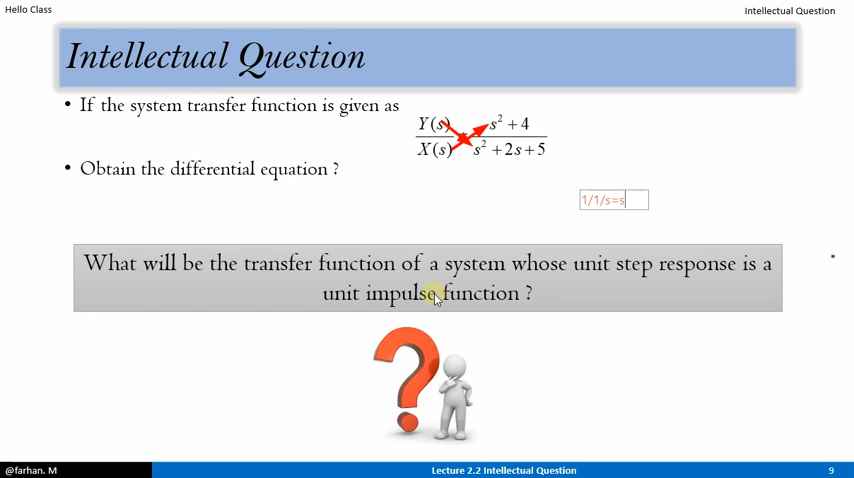 Hello Class
Intellectual Question
Intellectual Question
• If the system transfer function is given as
Y(s) s² + 4
X(s) s² + 2s + 5
• Obtain the differential equation ?
1/1/s=s
What will be the transfer function of a system whose unit step response is a
unit impulse function ?
@farhan. M
Lecture 2.2 Intellectual Question
9